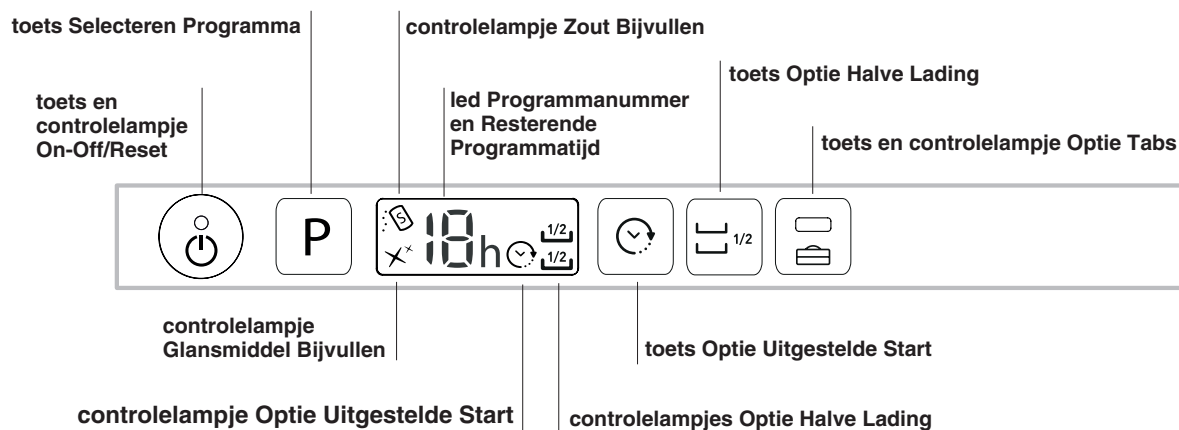 toets Selecteren Programma
controlelampje Zout Bijvullen
toets Optie Halve Lading
toets en
controlelampje
On-Off/Reset
led Programmanummer
en Resterende
Programmatijd
toets en controlelampje Optie Tabs
P
S
18h
1/2
1/2
1/2
controlelampje
Glansmiddel Bijvullen
toets Optie Uitgestelde Start
controlelampje Optie Uitgestelde Start
controlelampjes Optie Halve Lading